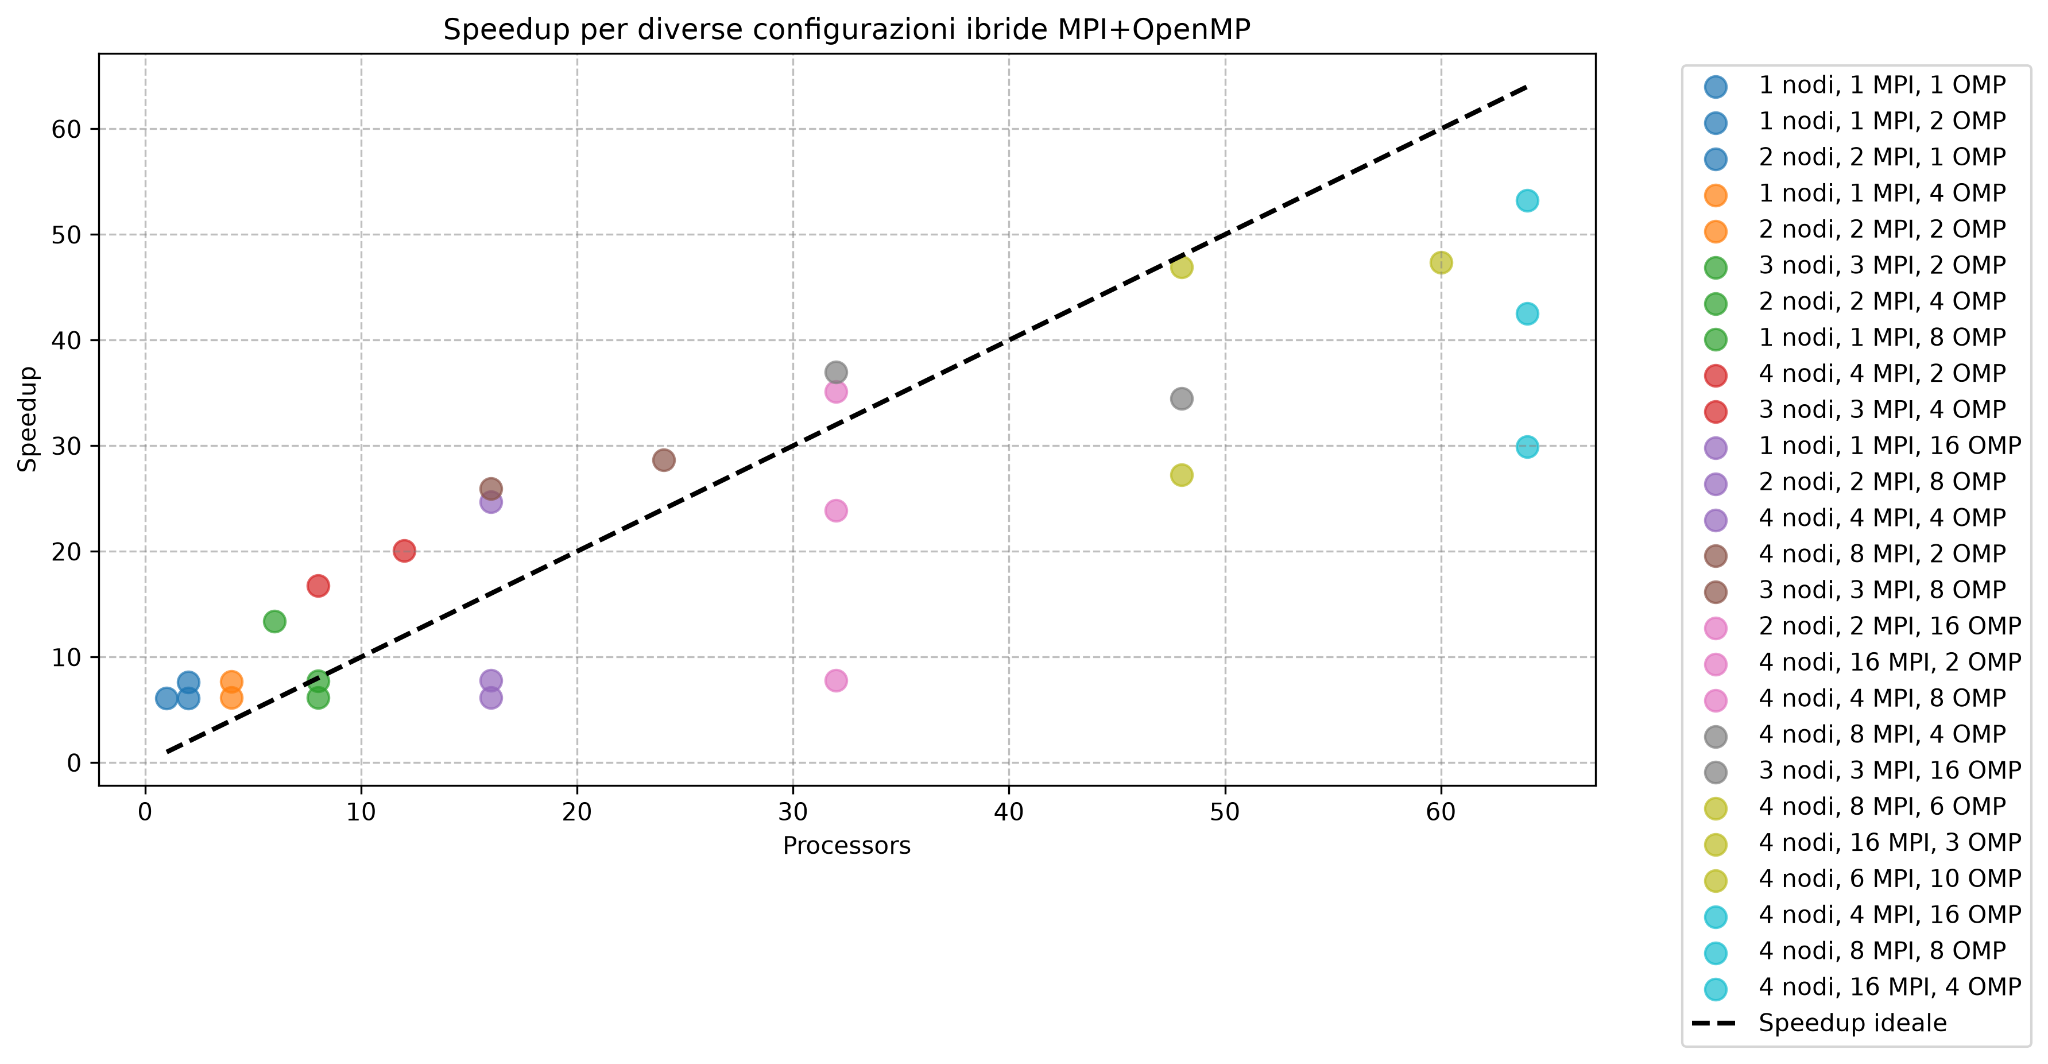 Speedup per diverse configurazioni ibride MPI+OpenMP
Speedup
60
50
40
30
20
10
0
0 10 20 30 40 50 60
Processors
1 nodi, 1 MPI, 1 OMP
1 nodi, 1 MPI, 2 OMP
2 nodi, 2 MPI, 1 OMP
1 nodi, 1 MPI, 4 OMP
2 nodi, 2 MPI, 2 OMP
3 nodi, 3 MPI, 2 OMP
2 nodi, 2 MPI, 4 OMP
1 nodi, 1 MPI, 8 OMP
4 nodi, 4 MPI, 2 OMP
3 nodi, 3 MPI, 4 OMP
1 nodi, 1 MPI, 16 OMP
2 nodi, 2 MPI, 8 OMP
4 nodi, 4 MPI, 4 OMP
4 nodi, 8 MPI, 2 OMP
3 nodi, 3 MPI, 8 OMP
2 nodi, 2 MPI, 16 OMP
4 nodi, 16 MPI, 2 OMP
4 nodi, 4 MPI, 8 OMP
4 nodi, 8 MPI, 4 OMP
3 nodi, 3 MPI, 16 OMP
4 nodi, 8 MPI, 6 OMP
4 nodi, 16 MPI, 3 OMP
4 nodi, 6 MPI, 10 OMP
4 nodi, 4 MPI, 16 OMP
4 nodi, 8 MPI, 8 OMP
4 nodi, 16 MPI, 4 OMP
Speedup ideale